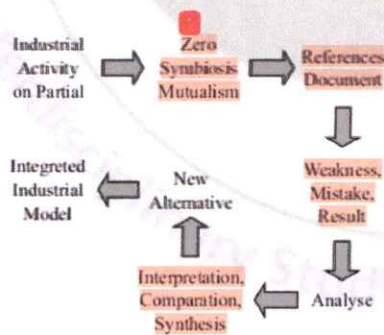 Industrial
Activity
on Partial
Zero
Symbiosis
Mutualism
References
Document
Weakness,
Mistake,
Result
Analyse
Interpretation,
Comparation,
Synthesis
New
Alternative
Integreted
Industrial
Model